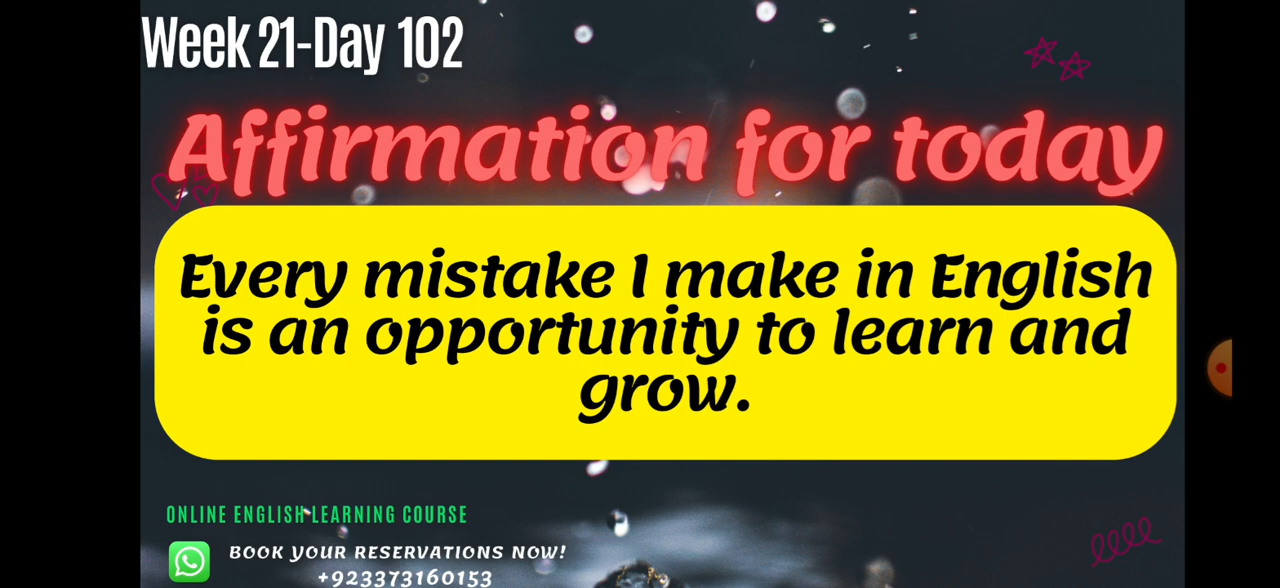 Week 21-Day 102
Affirmation for today
Every mistake I make in English
is an opportunity to learn and
grow.
ONLINE ENGLISH LEARNING COURSE
BOOK YOUR RESERVATIONS NOW!
+923373160153